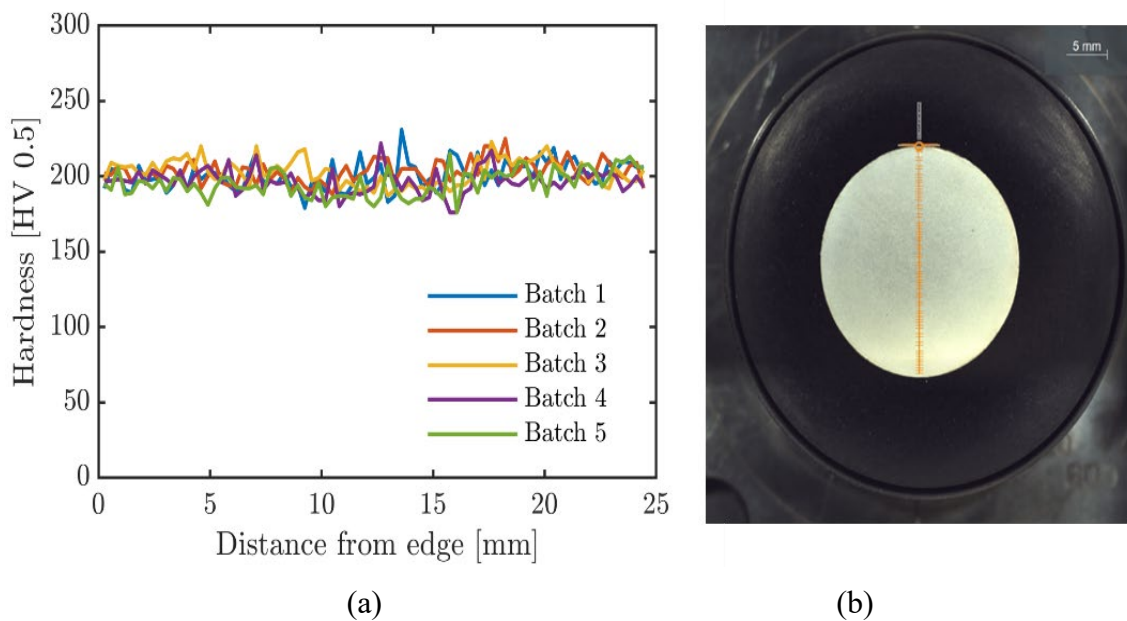 300
250
200
150
100
50
0
Hardness [HV 0.5]
Batch 1
Batch 2
Batch 3
Batch 4
Batch 5
0 5 10 15 20 25
Distance from edge [mm]
5 mm
(a) (b)